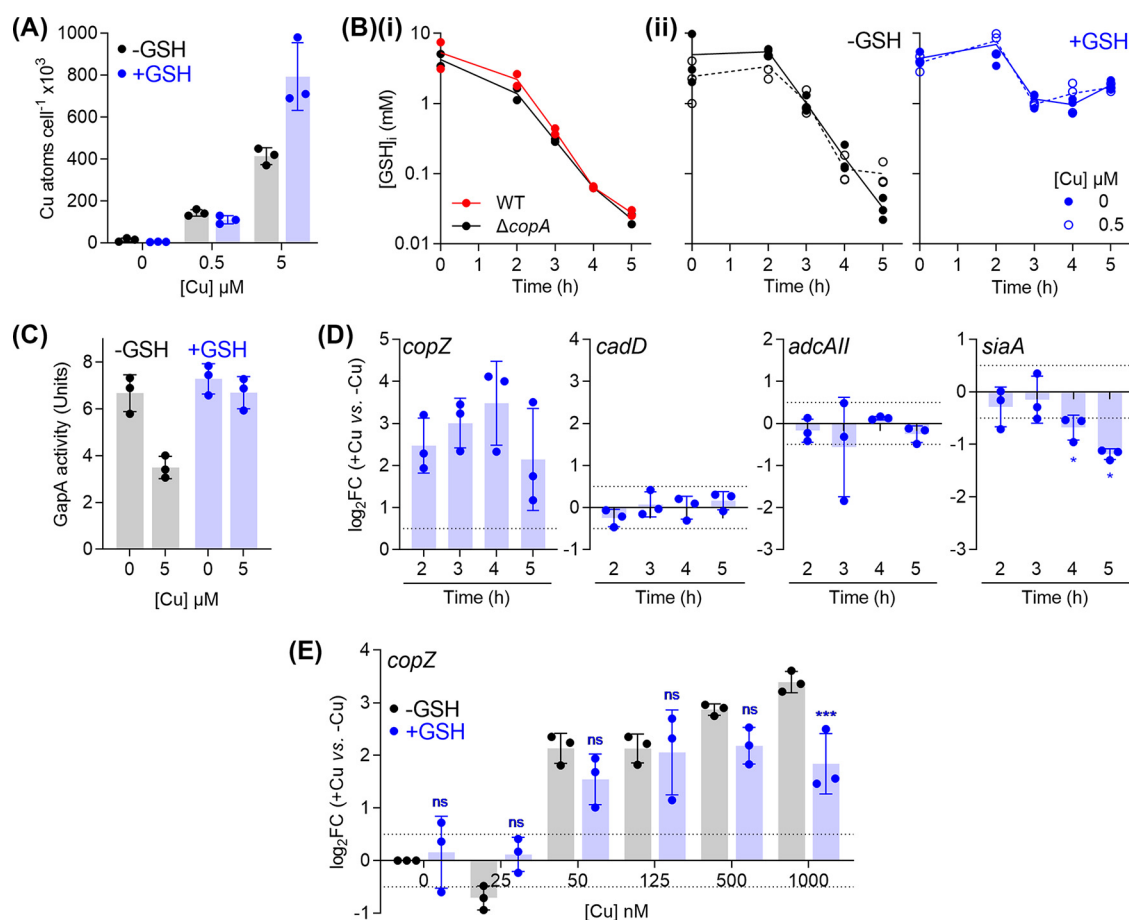 (A)
Cu atoms cell⁻¹ x10³
1000
800
600
400
200
0
-GSH
+GSH
0
0.5
5
[Cu] µM
(B)(i)
[GSH]i (mM)
10
1
0.1
0.01
WT
ΔcopA
0 1 2 3 4 5
Time (h)
(ii)
-GSH
0 1 2 3 4 5
Time (h)
+GSH
[Cu] µM
0
0.5
0 1 2 3 4 5
Time (h)
(C)
GapA activity (Units)
8
6
4
2
0
-GSH
+GSH
0 5 0 5
[Cu] µM
(D)
log₂FC (+Cu vs. -Cu)
copZ
5
4
3
2
1
0
2 3 4 5
Time (h)
cadD
4
3
2
1
0
-1
2 3 4 5
Time (h)
adcAII
2
1
0
-1
-2
-3
2 3 4 5
Time (h)
siaA
1
0
-1
-2
-3
*
*
2 3 4 5
Time (h)
(E)
log₂FC (+Cu vs. -Cu)
copZ
4
3
2
1
0
-1
-GSH
+GSH
ns
ns
ns
ns
ns
***
0 25 50 125 500 1000
[Cu] nM